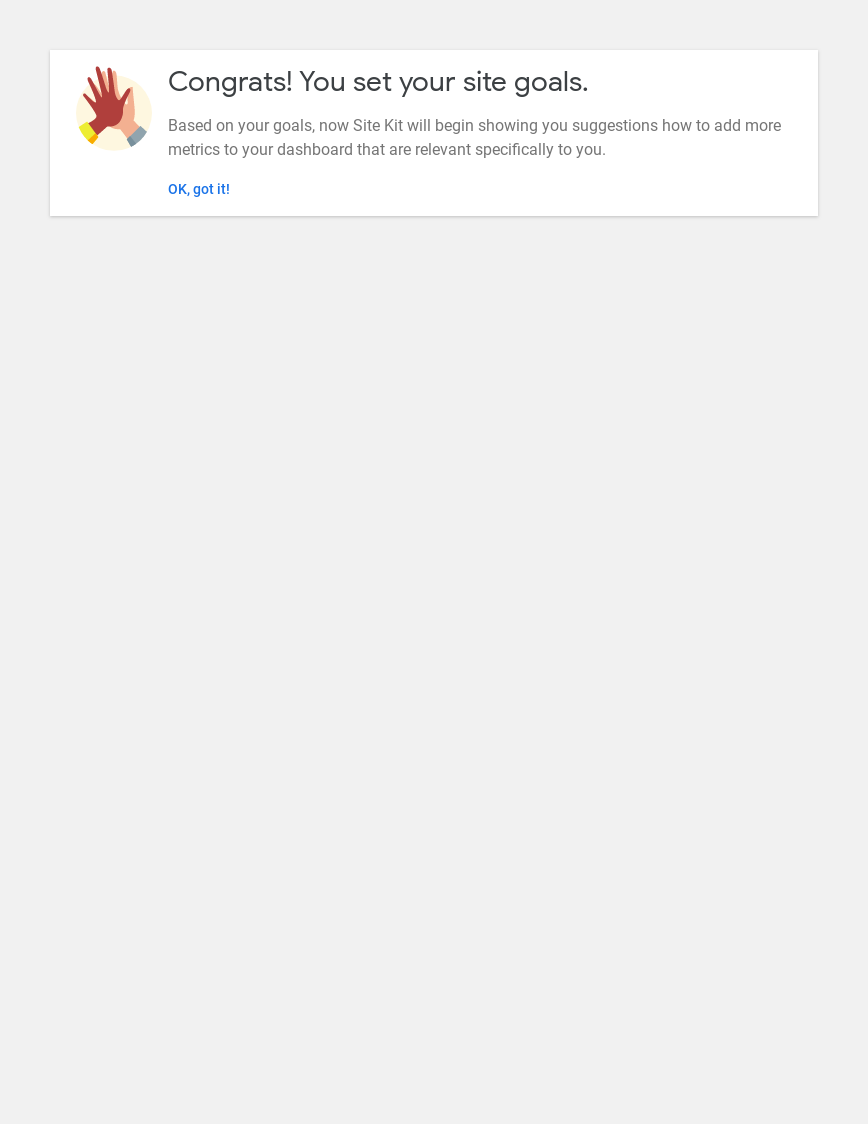 Congrats! You set your site goals.
Based on your goals, now Site Kit will begin showing you suggestions how to add more
metrics to your dashboard that are relevant specifically to you.
OK, got it!